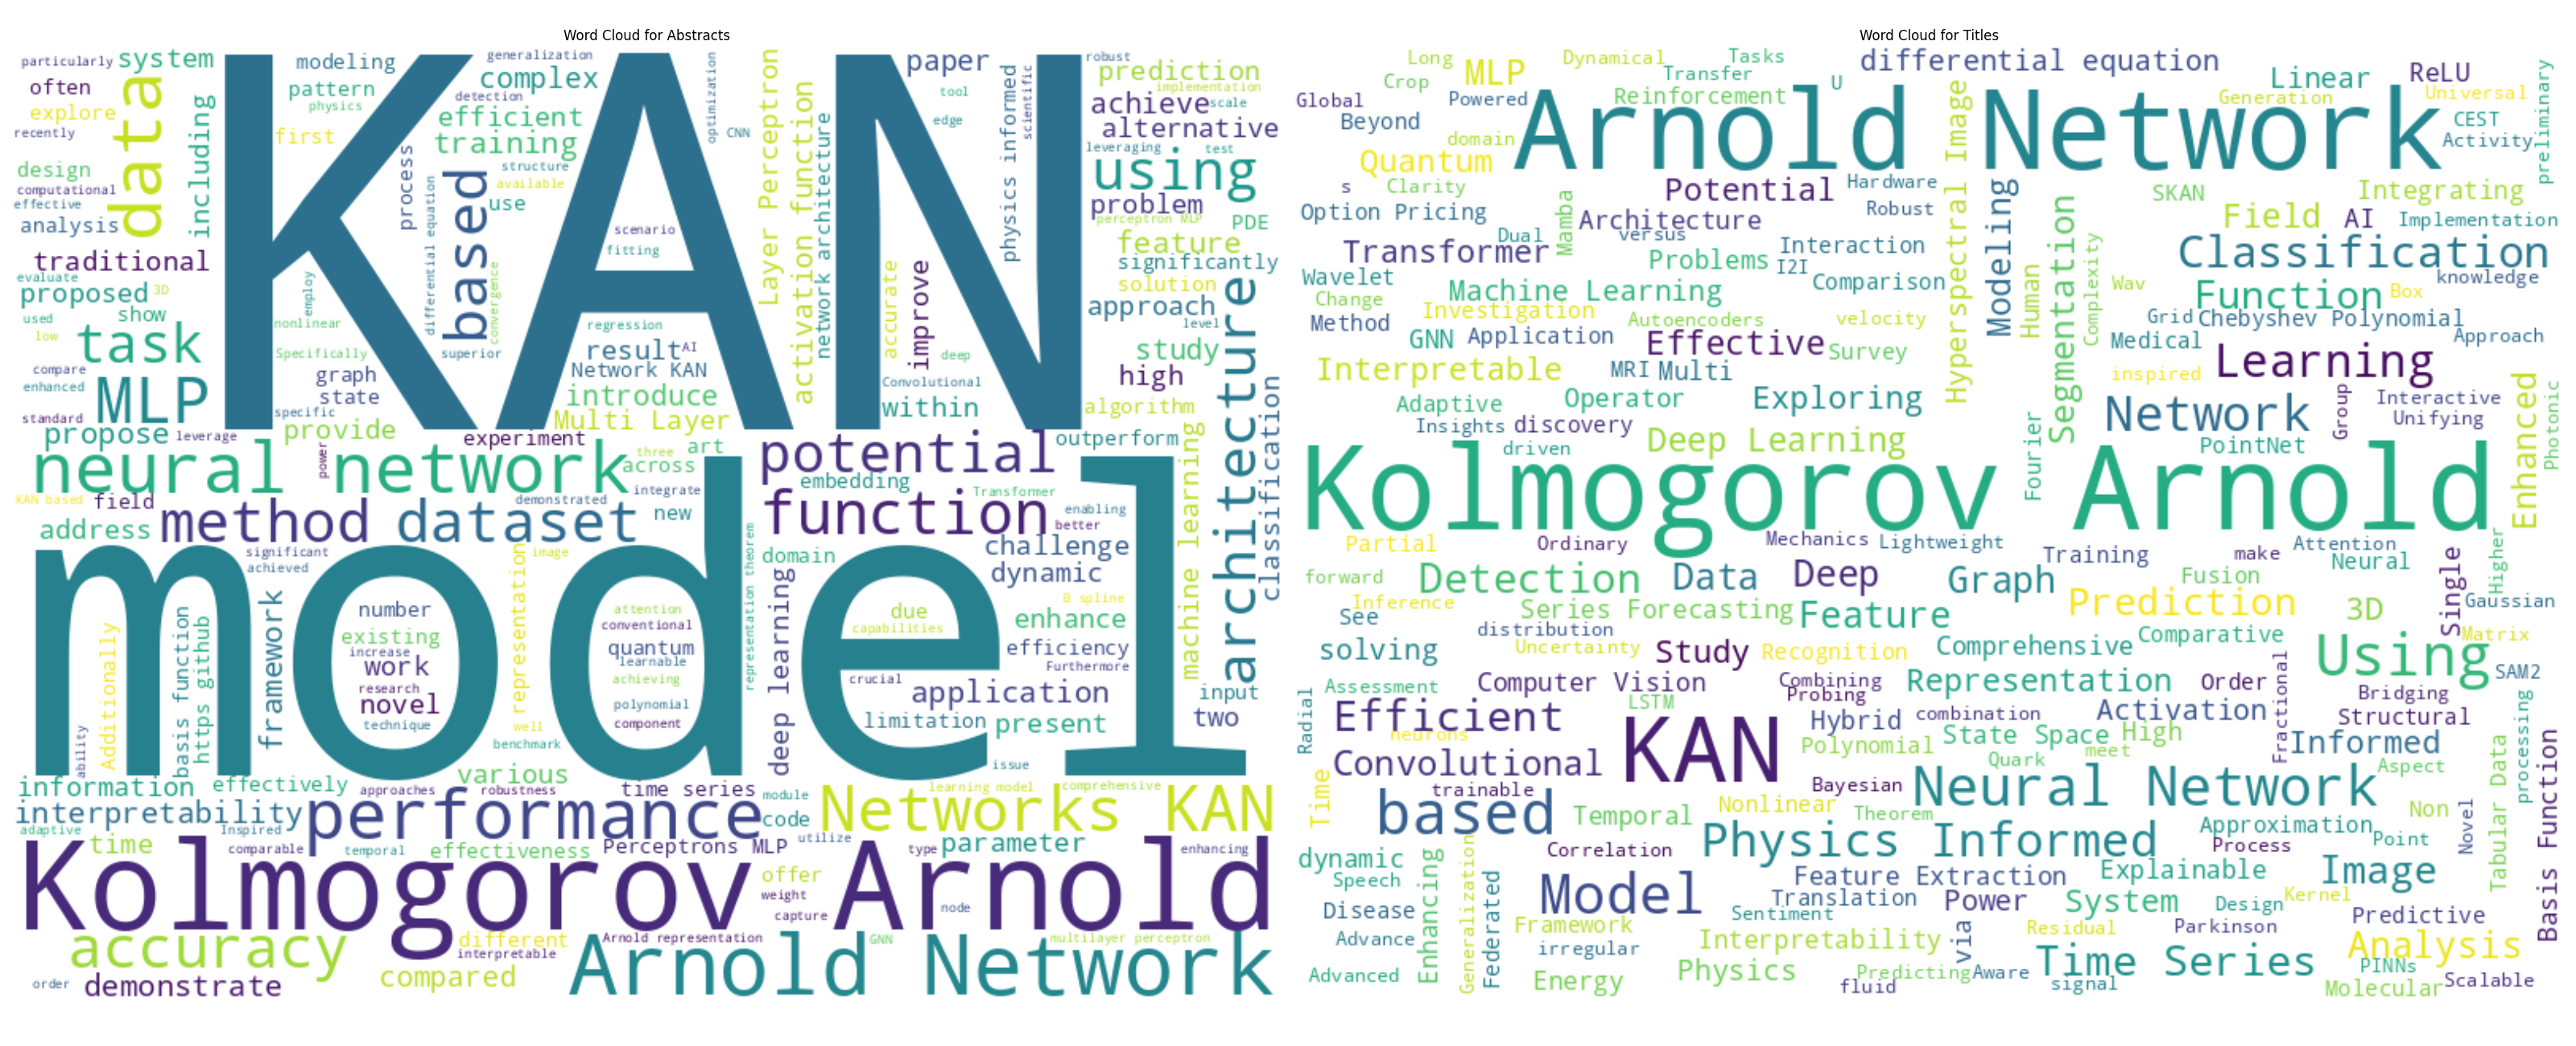 Word Cloud for Abstracts
particularly
system
often
explore
recently
data
including
design
computational
effective
analysis
traditional
evaluate
proposed
3D
used
show
low
task
compare
enhanced
MLP
standard
propose
leverage
KAN
modeling
pattern
physics
first
generalization
complex
detection
efficient
training
structure
available
use
process
differential equation
based
convergence
superior
employ
nonlinear
Specifically
graph
state
specific
provide
power
experiment
optimization
CNN
scenario
fitting
regression
result
AI
Network KAN
introduce
Multi Layer
Layer Perceptron
activation function
network architecture
paper
tool
edge
physics informed
scientific
accurate
improve
deep
Convolutional
within
robust
prediction
implementation
achieve
scale
alternative
leveraging
test
using
problem
perceptron MLP
PDE
feature
significantly
solution
approach
level
study
high
algorithm
architecture
classification
machine learning
outperform
neural network
three
art
across
integrate
KAN based
field
demonstrated
new
address
method
dataset
potential
embedding
Transformer
function
enabling
better
model
significant
achieved
image
representation
representation theorem
domain
challenge
dynamic
B spline
enhance
efficiency
Furthermore
due
capabilities
crucial
application
limitation
present
input
two
issue
ability
Additionally
basis function
https github
framework
number
existing
increase
work
research
novel
technique
well
benchmark
attention
conventional
quantum
learnable
achieving
polynomial
component
deep learning
information
effectively
approaches
various
robustness
time series
module
learning model
comprehensive
interpretability
performance
code
Networks KAN
adaptive
Inspired
utilize
time
comparable
temporal
effectiveness
Perceptrons MLP
type
parameter
enhancing
Kolmogorov Arnold
offer
weight
capture
node
accuracy
different
interpretable
Arnold representation
GNN
multilayer perceptron
compared
Arnold Network
order
demonstrate
Word Cloud for Titles
Long
Crop
MLP
Dynamical
Tasks
Transfer
U
differential equation
Linear
ReLU
Global
Powered
Reinforcement
Generation
Universal
Beyond
domain
Arnold Network
CEST
Activity
preliminary
Quantum
s
Clarity
Potential
Hardware
Robust
Option Pricing
Mamba
Architecture
Dual
versus
Transformer
Interaction
Wavelet
Problems
I2I
Comparison
Change
Machine Learning
Investigation
Autoencoders
velocity
Method
GNN
Application
Effective
Survey
Interpretable
MRI
Multi
Adaptive
Operator
Exploring
Insights
discovery
Deep Learning
driven
Hyperspectral Image
Modeling
Human
Segmentation
Complexity
Fourier
SKAN
Integrating
Field
AI
Implementation
Classification
knowledge
Wav
Function
Box
Grid
Chebyshev Polynomial
Medical
Approach
inspired
Learning
Network
Group
Interactive
Unifying
PointNet
Enhanced
Photonic
Kolmogorov Arnold
Partial
Ordinary
Mechanics
Lightweight
Training
make
Attention
Neural
Single
Higher
forward
Detection
Data
Deep
Graph
Fusion
Inference
See
Series Forecasting
Feature
Prediction
3D
Gaussian
distribution
Uncertainty
Study
Recognition
Comprehensive
Comparative
Matrix
solving
Using
SAM2
Assessment
Computer Vision
Combining
Probing
Representation
Order
Bridging
Structural
Radial
Efficient
LSTM
Hybrid
combination
Activation
Fractional
neurons
KAN
Polynomial
State Space
High
meet
Informed
Convolutional
Quark
Aspect
Time
trainable
Bayesian
Neural Network
Tabular Data
processing
Basis Function
based
Temporal
Nonlinear
Theorem
Non
Novel
Physics Informed
Approximation
Process
Point
dynamic
Speech
Enhancing
Generalization
Federated
Correlation
Feature Extraction
Explainable
Image
Disease
Model
Translation
Sentiment
Power
System
Design
Kernel
Predictive
Framework
Advance
irregular
Interpretability
via
Residual
Parkinson
Analysis
Advanced
Energy
Physics
Predicting
Aware
fluid
Time Series
signal
PINNs
Molecular
Scalable